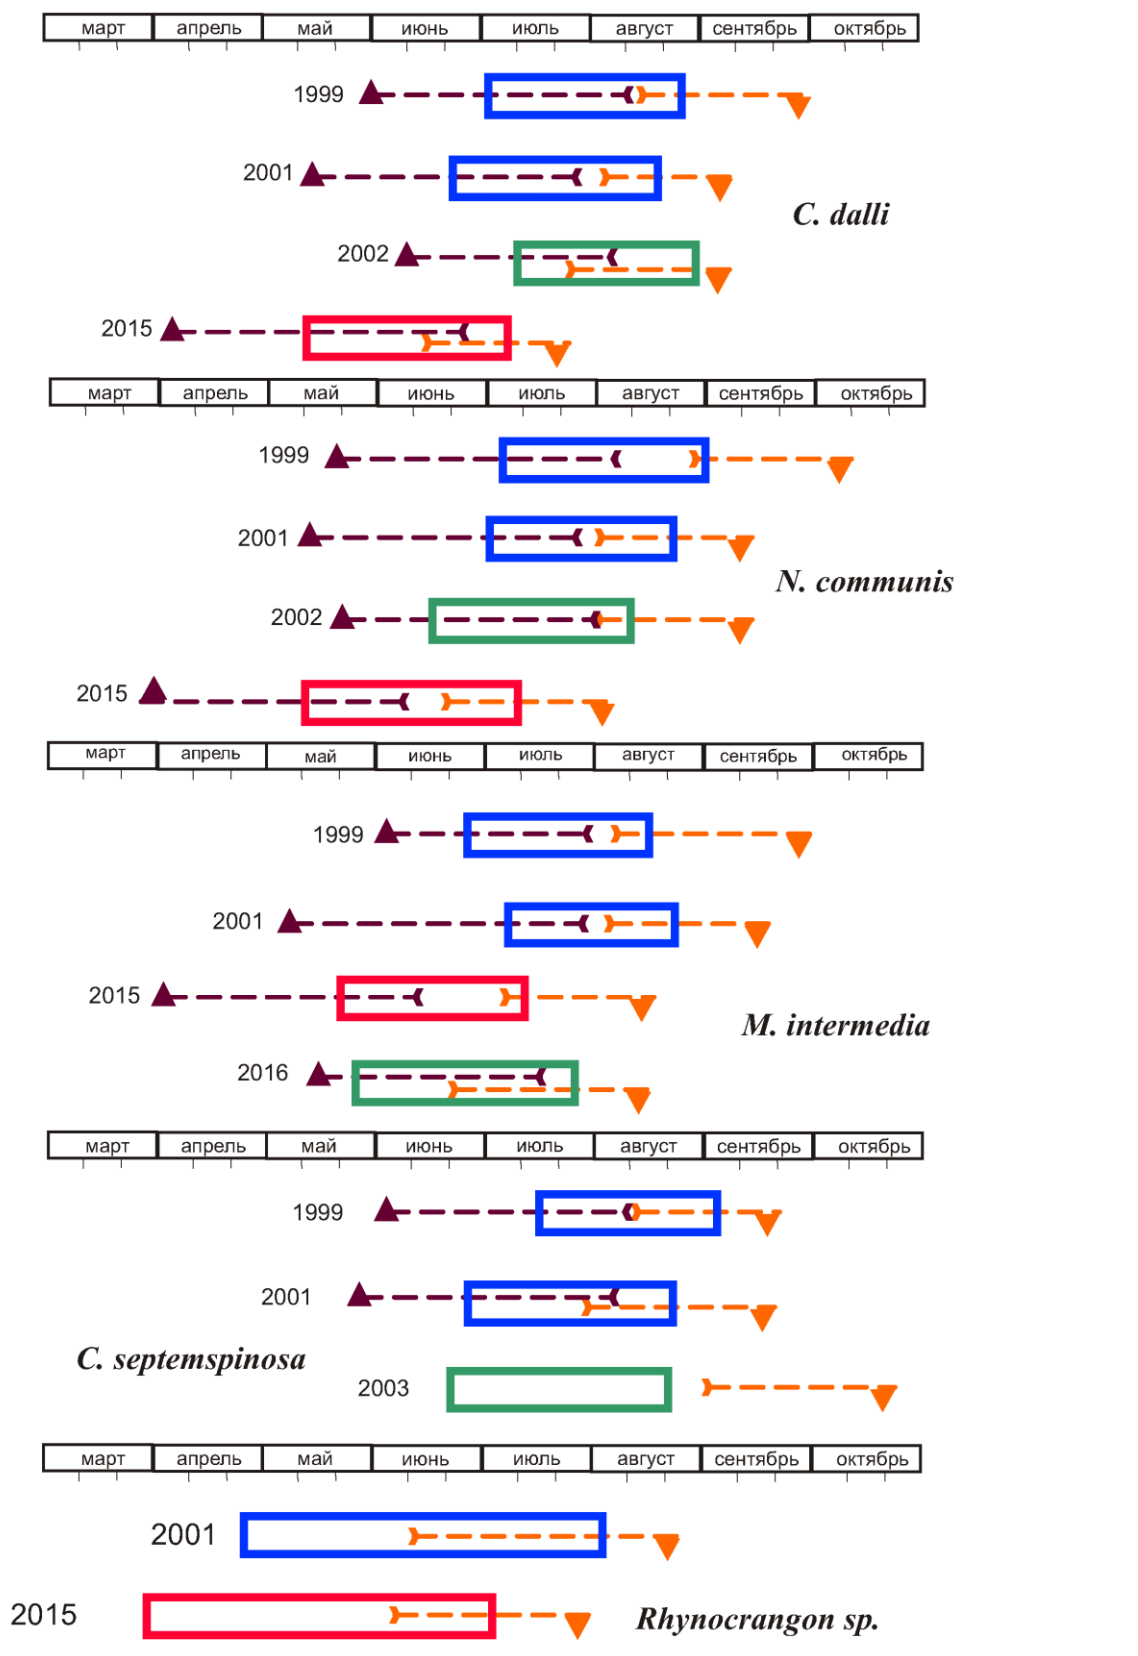 март апрель май июнь июль август сентябрь октябрь
1999
2001
C. dalli
2002
2015
март апрель май июнь июль август сентябрь октябрь
1999
2001
N. communis
2002
2015
март апрель май июнь июль август сентябрь октябрь
1999
2001
2015
M. intermedia
2016
март апрель май июнь июль август сентябрь октябрь
1999
2001
C. septemspinosa
2003
март апрель май июнь июль август сентябрь октябрь
2001
2015
Rhynocrangon sp.